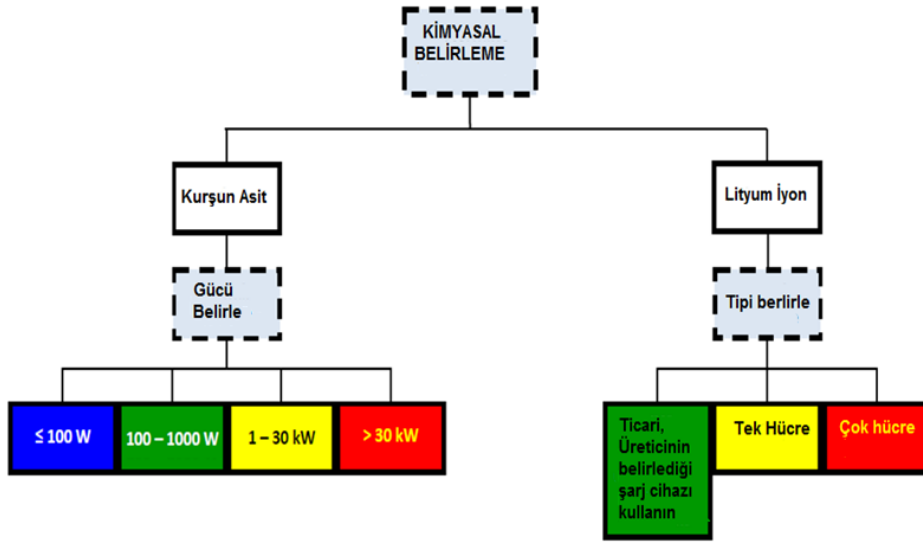 KİMYASAL
BELİRLEME
Kurşun Asit
Lityum İyon
Gücü
Belirle
Tipi berlirle
≤ 100 W
100 – 1000 W
1 – 30 kW
> 30 kW
Ticari,
Üreticinin
belirlediği
şarj cihazı
kullanın
Tek Hücre
Çok hücre